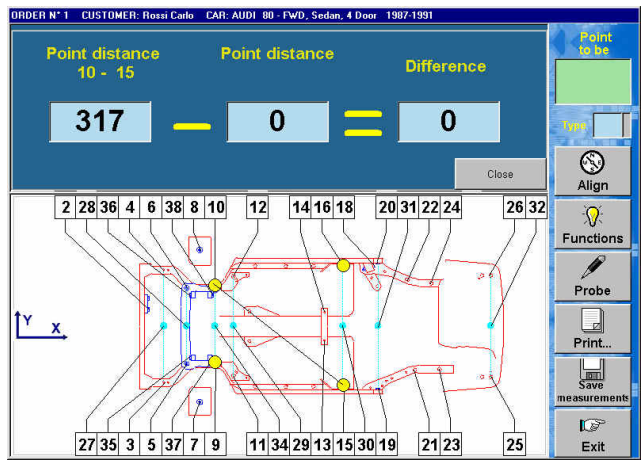 ORDER N° 1 CUSTOMER: Rossi Carlo CAR: AUDI 80 - FWD, Sedan, 4 Door 1987-1991
Point distance
10 - 15
Point distance
Difference
317
0
0
Close
Point
to be
Type
Align
Functions
Probe
Print...
Save
measurements
Exit
2 28 36 4 6 38 8 10 12 14 16 18 20 31 22 24 26 32
Y
X
27 35 3 5 37 7 9 11 34 29 13 15 30 19 21 23 25